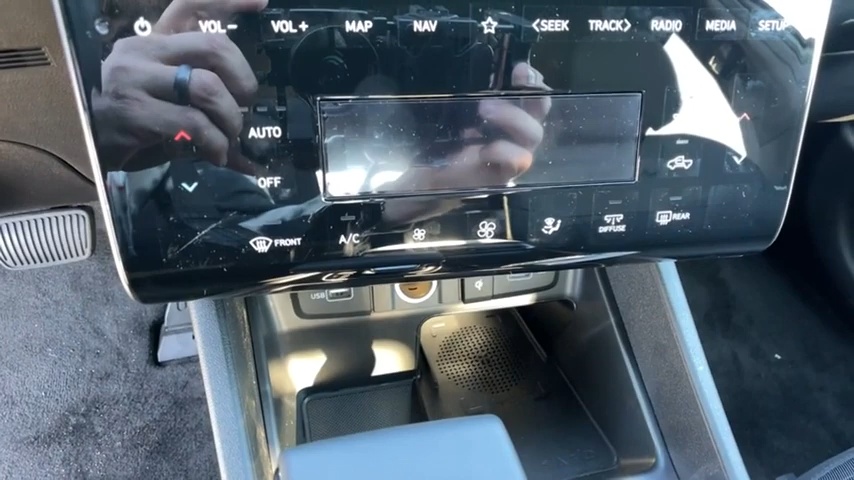 VOL− VOL+ MAP NAV SEEK TRACK RADIO MEDIA SETUP
AUTO
OFF
FRONT A/C DIFFUSE REAR
USB